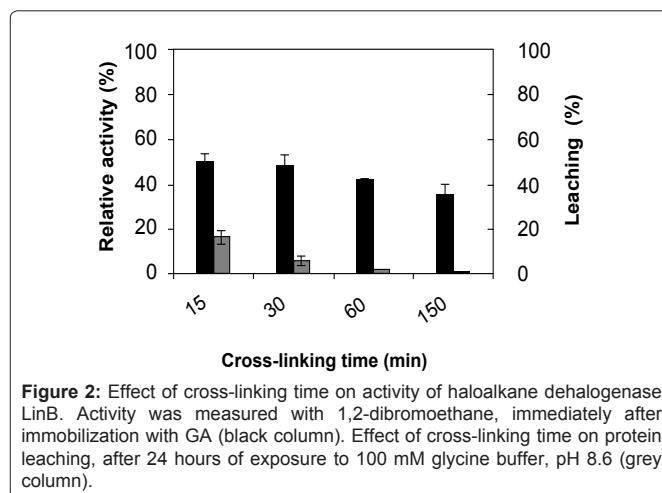 100 100
80 80
60 60
40 40
20 20
0 0
Relative activity (%)
Leaching (%)
15 30 60 150
Cross-linking time (min)
Figure 2: Effect of cross-linking time on activity of haloalkane dehalogenase
LinB. Activity was measured with 1,2-dibromoethane, immediately after
immobilization with GA (black column). Effect of cross-linking time on protein
leaching, after 24 hours of exposure to 100 mM glycine buffer, pH 8.6 (grey
column).